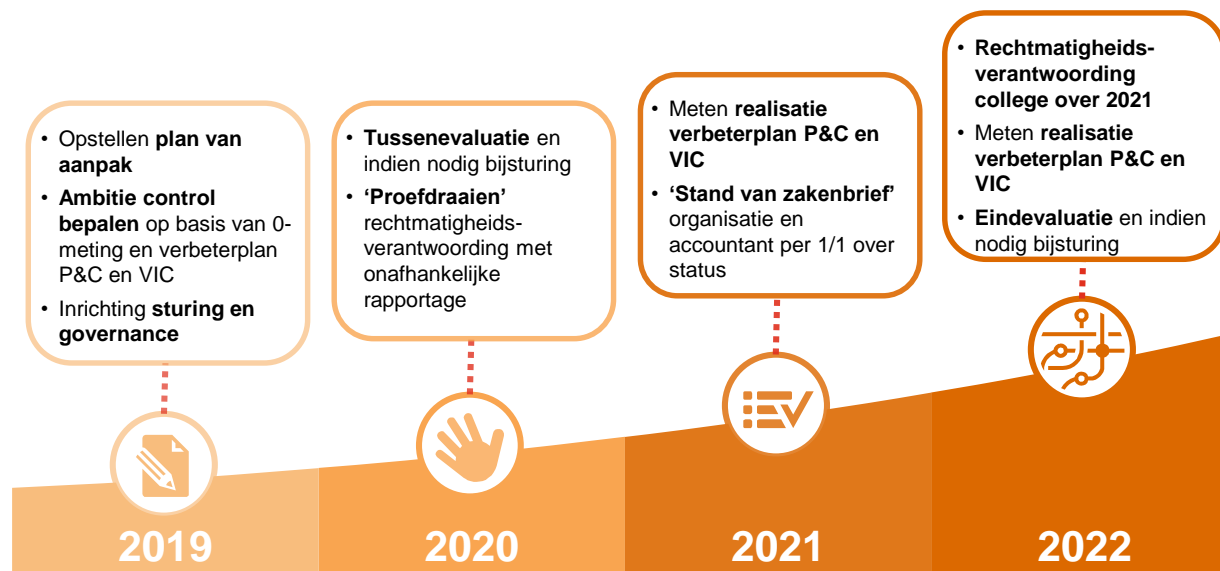 • Opstellen plan van
aanpak
• Ambitie control
bepalen op basis van 0-
meting en verbeterplan
P&C en VIC
• Inrichting sturing en
governance
• Tussenevaluatie en
indien nodig bijsturing
• ‘Proefdraaien’
rechtmatigheids-
verantwoording met
onafhankelijke
rapportage
• Meten realisatie
verbeterplan P&C en
VIC
• ‘Stand van zakenbrief’
organisatie en
accountant per 1/1 over
status
• Rechtmatigheids-
verantwoording
college over 2021
• Meten realisatie
verbeterplan P&C en
VIC
• Eindevaluatie en indien
nodig bijsturing
2019
2020
2021
2022